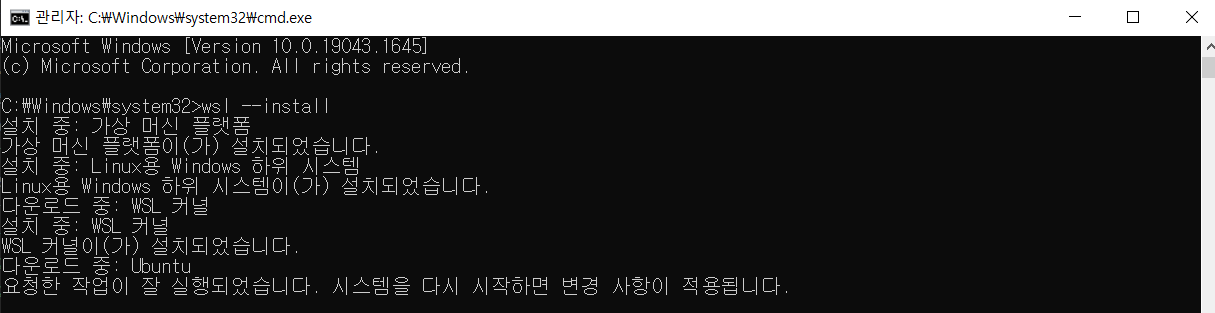 관리자: C:₩Windows₩system32₩cmd.exe
Microsoft Windows [Version 10.0.19043.1645]
(c) Microsoft Corporation. All rights reserved.
C:₩Windows₩system32>wsl --install
설치 중: 가상 머신 플랫폼
가상 머신 플랫폼이(가) 설치되었습니다.
설치 중: Linux용 Windows 하위 시스템
Linux용 Windows 하위 시스템이(가) 설치되었습니다.
다운로드 중: WSL 커널
설치 중: WSL 커널
WSL 커널이(가) 설치되었습니다.
다운로드 중: Ubuntu
요청한 작업이 잘 실행되었습니다. 시스템을 다시 시작하면 변경 사항이 적용됩니다.